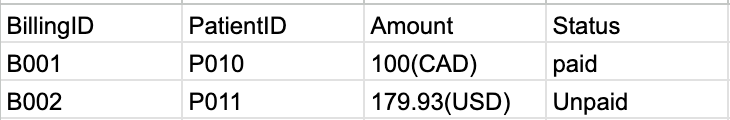 BillingID PatientID Amount Status
B001 P010 100(CAD) paid
B002 P011 179.93(USD) Unpaid